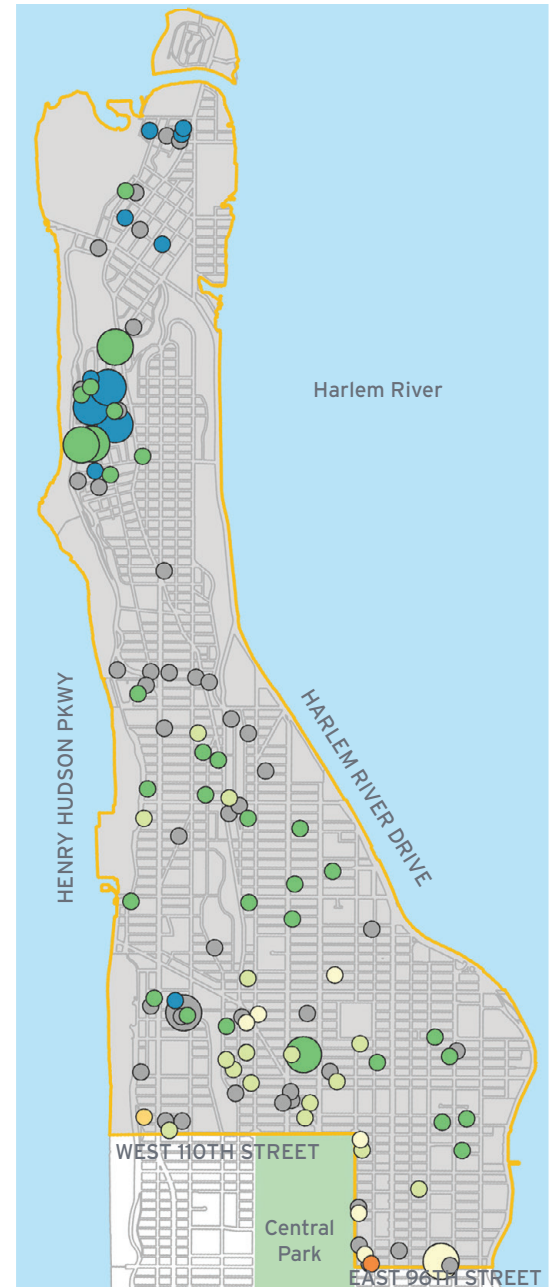 Harlem River
HENRY HUDSON PKWY
HARLEM RIVER DRIVE
WEST 110TH STREET
Central
Park
EAST 96TH STREET